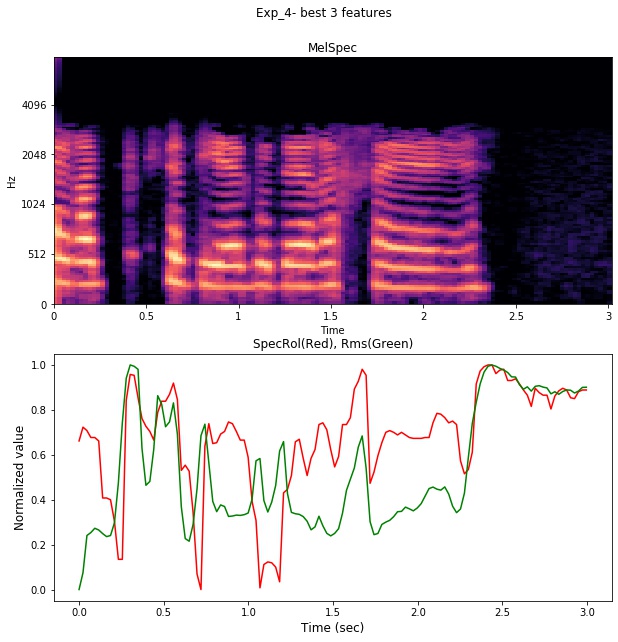 Exp_4- best 3 features
MelSpec
Hz
4096
2048
1024
512
0
0 0.5 1 1.5 2 2.5 3
Time
SpecRol(Red), Rms(Green)
Normalized value
1.0
0.8
0.6
0.4
0.2
0.0
0.0 0.5 1.0 1.5 2.0 2.5 3.0
Time (sec)